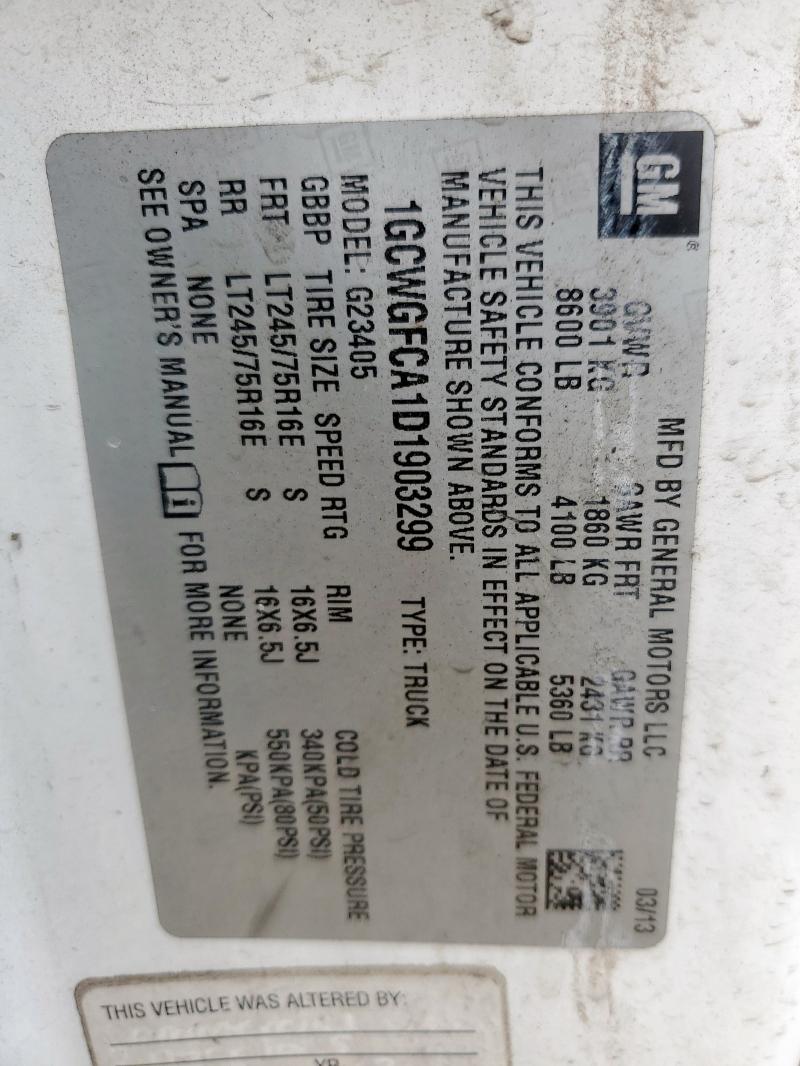 GM ®
MFD BY GENERAL MOTORS LLC 03/13
GVWR GAWR FRT GAWR RR
3901 KG 1860 KG 2431 KG
8600 LB 4100 LB 5360 LB
THIS VEHICLE CONFORMS TO ALL APPLICABLE U.S. FEDERAL MOTOR
VEHICLE SAFETY STANDARDS IN EFFECT ON THE DATE OF
MANUFACTURE SHOWN ABOVE.
1GCWGFCA1D1903299 TYPE: TRUCK
MODEL: G23405
GBBP TIRE SIZE SPEED RTG RIM COLD TIRE PRESSURE
FRT LT245/75R16E S 16X6.5J 340KPA(50PSI)
RR LT245/75R16E S 16X6.5J 550KPA(80PSI)
SPA NONE NONE KPA(PSI)
SEE OWNER'S MANUAL i FOR MORE INFORMATION.
THIS VEHICLE WAS ALTERED BY: